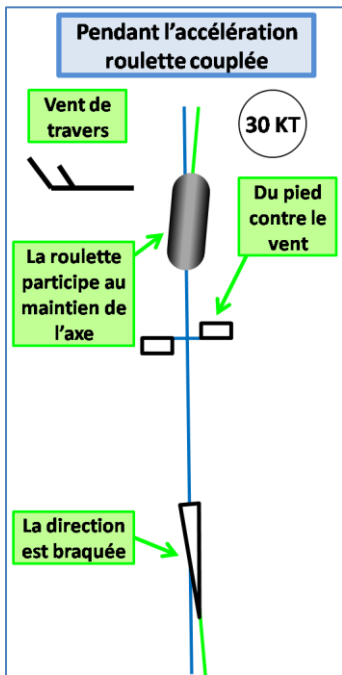 Pendant l'accélération
roulette couplée
Vent de
travers
30 KT
Du pied
contre le
vent
La roulette
participe au
maintien de
l'axe
La direction
est braquée